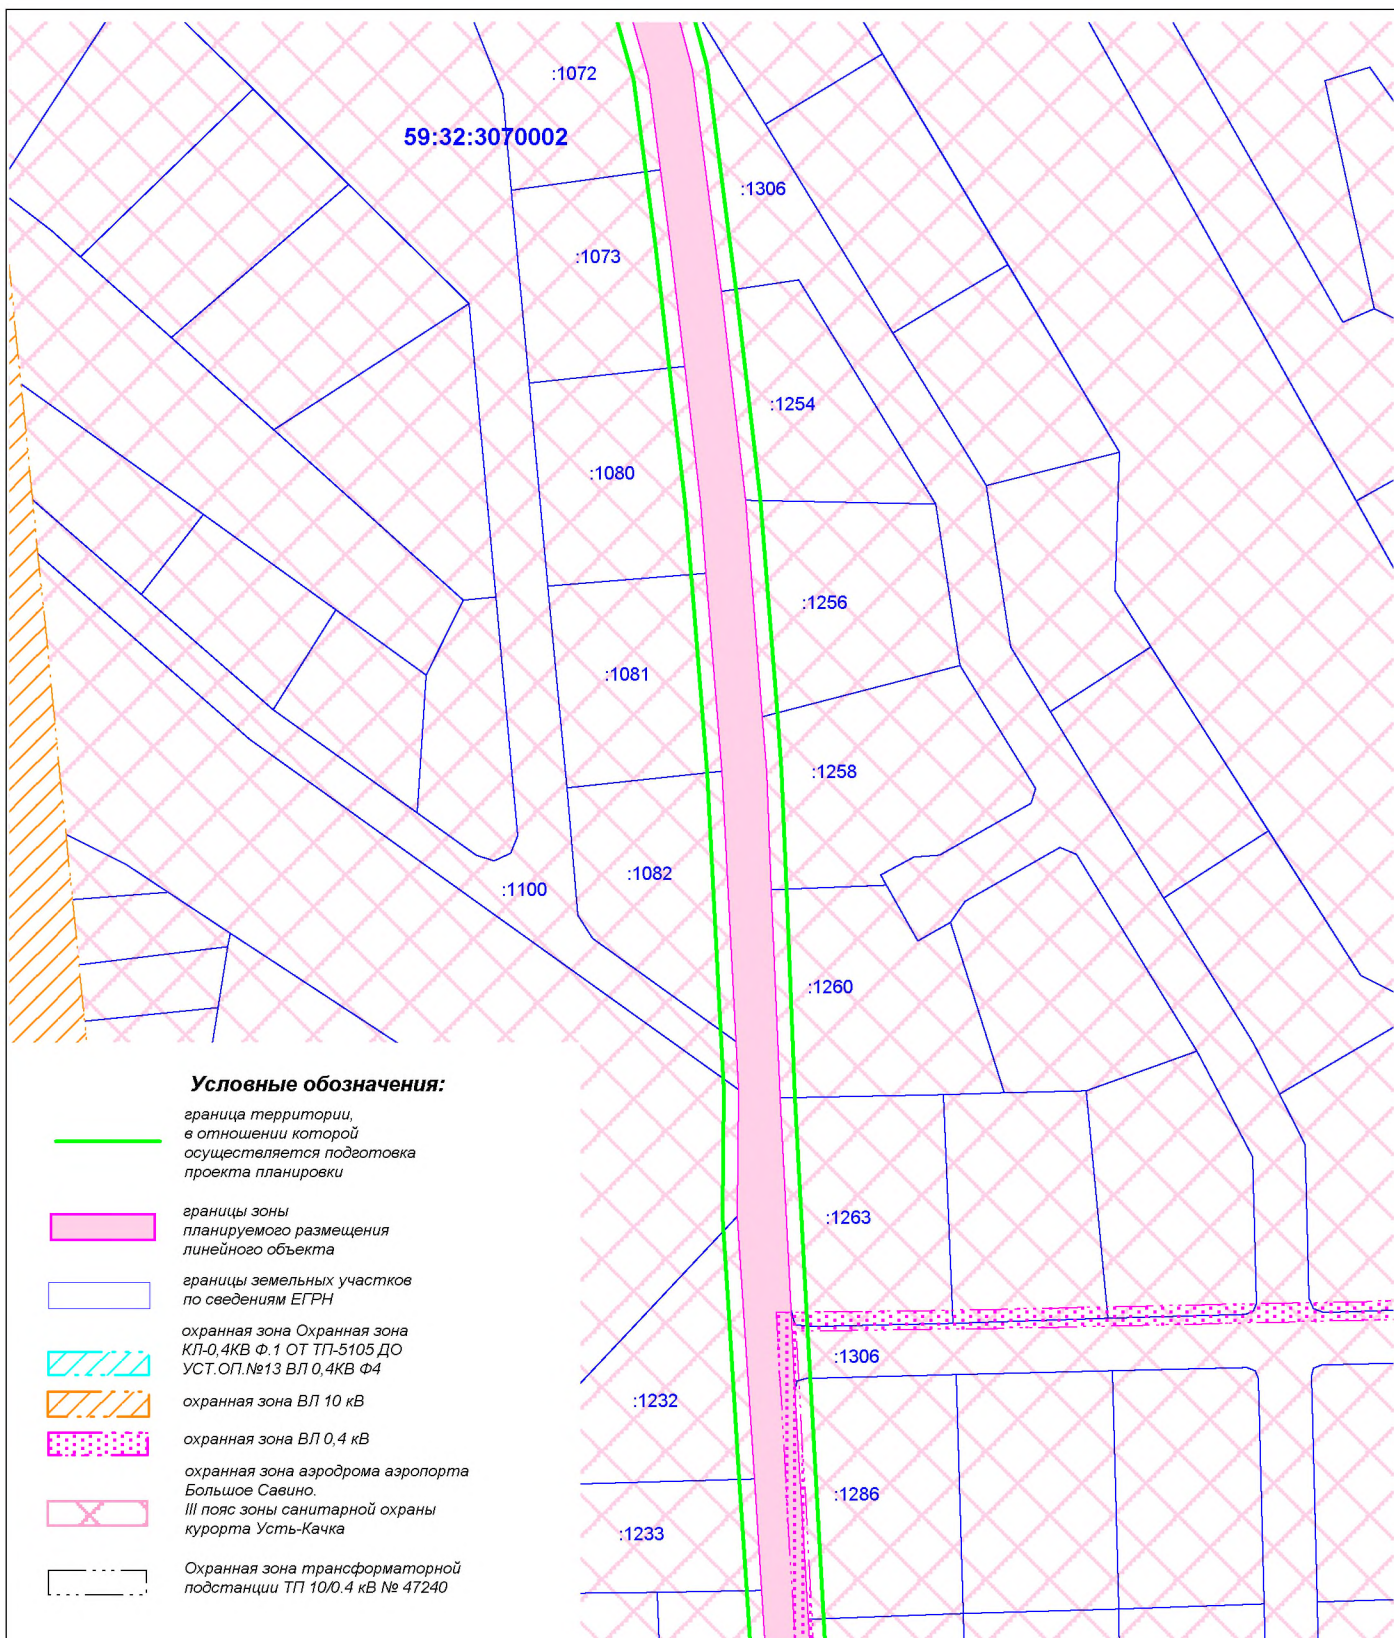 :1072
59:32:3070002
:1306
:1073
:1254
:1080
:1256
:1081
:1258
:1082
:1100
:1260
:1263
:1306
:1232
:1286
:1233
Условные обозначения:
граница территории,
в отношении которой
осуществляется подготовка
проекта планировки
границы зоны
планируемого размещения
линейного объекта
границы земельных участков
по сведениям ЕГРН
охранная зона Охранная зона
КЛ-0,4КВ Ф.1 ОТ ТП-5105 ДО
УСТ.ОП.№13 ВЛ 0,4КВ Ф4
охранная зона ВЛ 10 кВ
охранная зона ВЛ 0,4 кВ
охранная зона аэродрома аэропорта
Большое Савино.
III пояс зоны санитарной охраны
курорта Усть-Качка
Охранная зона трансформаторной
подстанции ТП 10/0.4 кВ № 47240